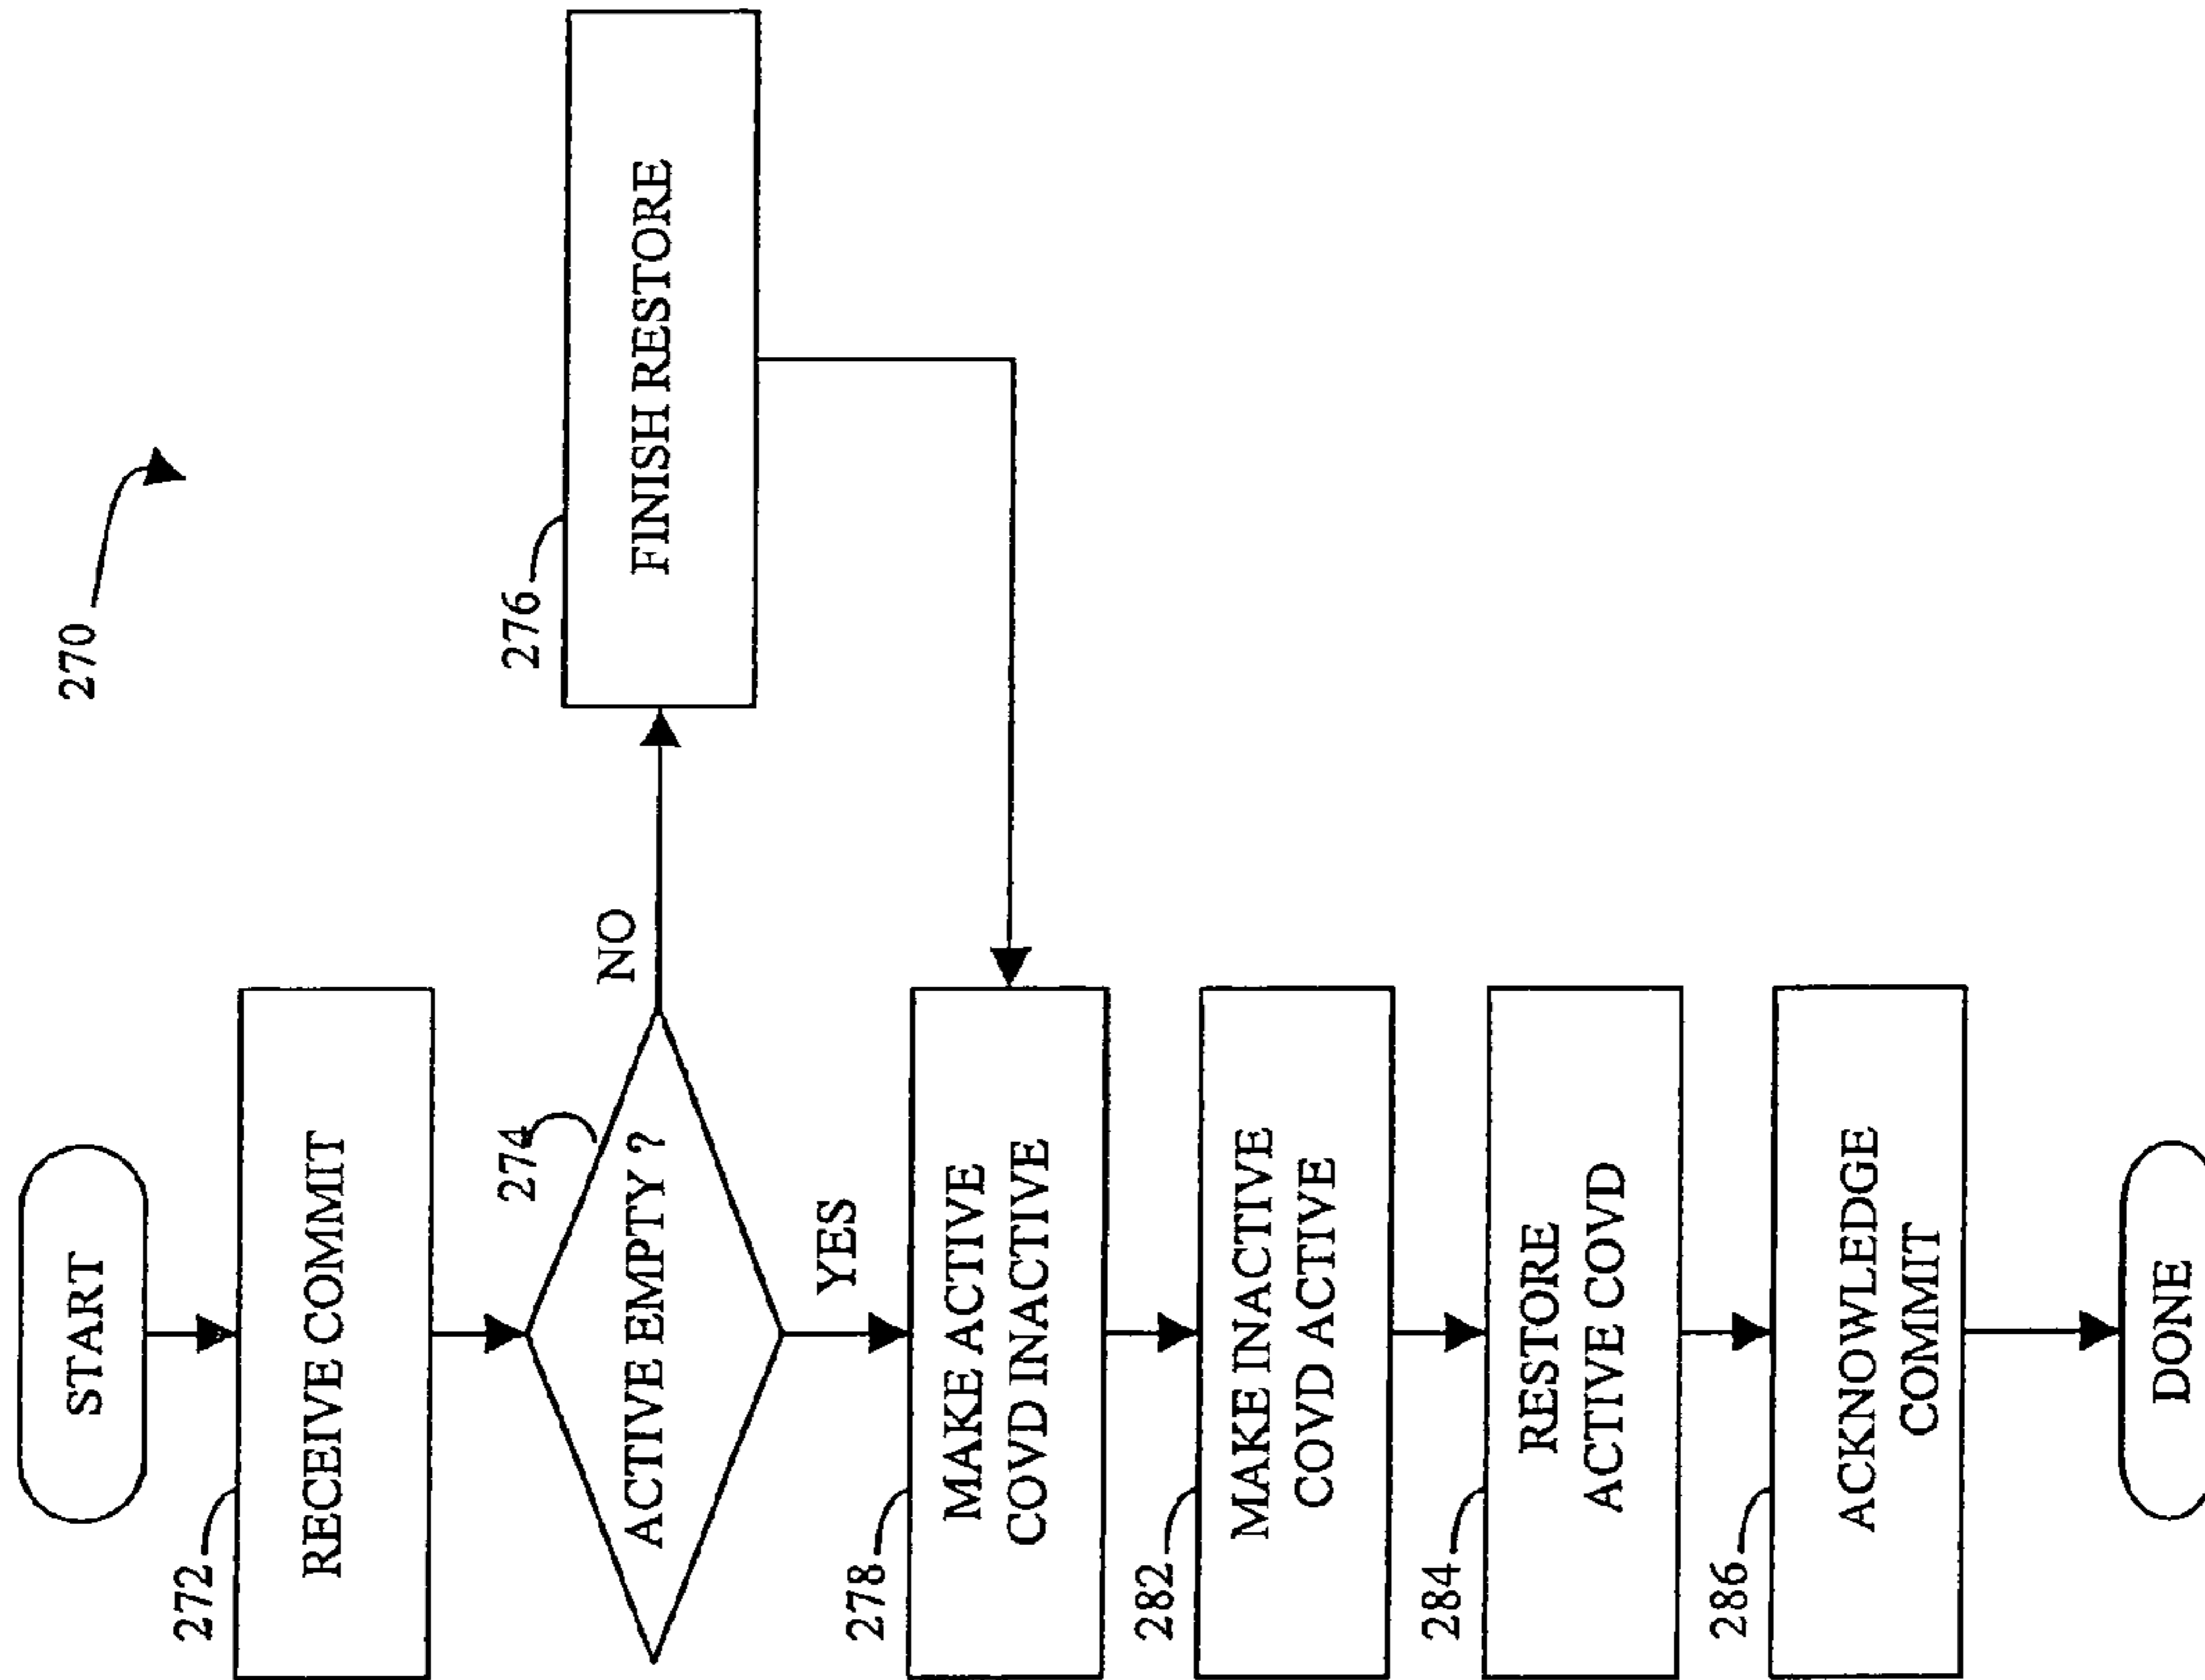 270
START
272
RECEIVE COMMIT
274
ACTIVE EMPTY ?
NO
276
FINISH RESTORE
YES
278
MAKE ACTIVE
COVD INACTIVE
282
MAKE INACTIVE
COVD ACTIVE
284
RESTORE
ACTIVE COVD
286
ACKNOWLEDGE
COMMIT
DONE